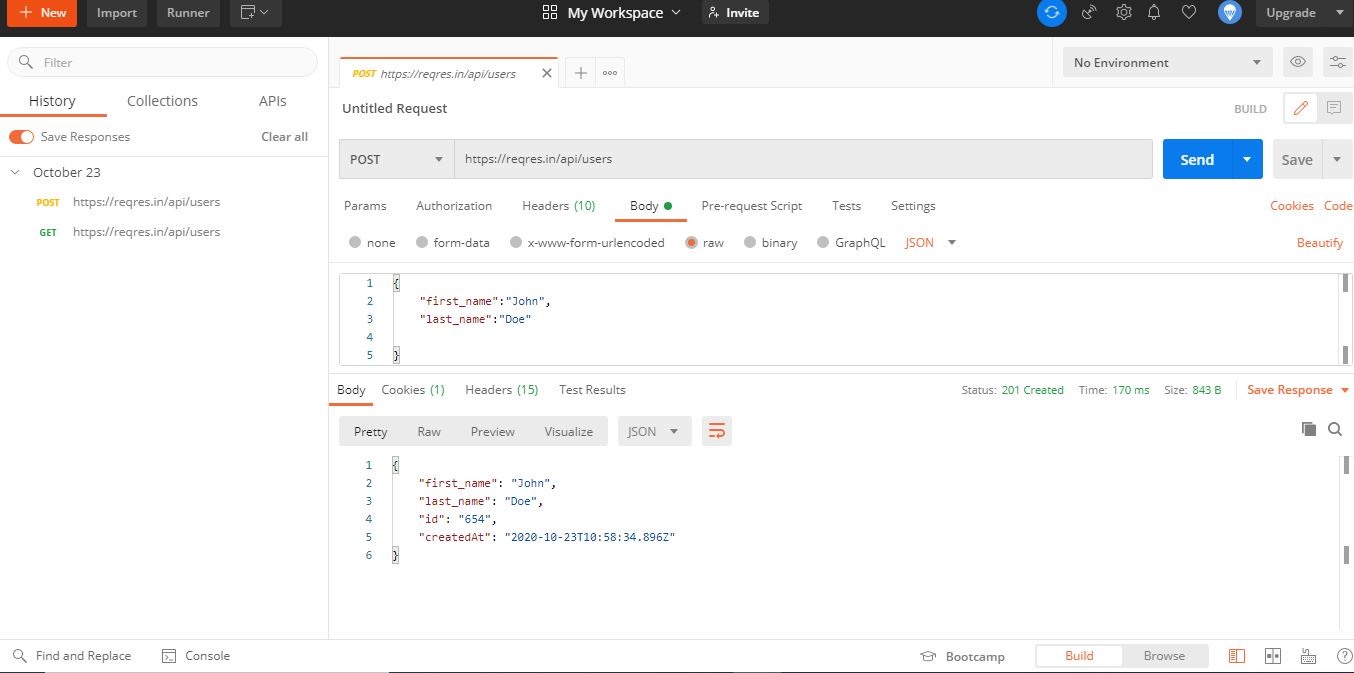 New Import Runner My Workspace Invite Upgrade
Filter
POST https://reqres.in/api/users
No Environment
History Collections APIs
Untitled Request BUILD
Save Responses Clear all
October 23
POST https://reqres.in/api/users
GET https://reqres.in/api/users
POST https://reqres.in/api/users Send Save
Params Authorization Headers (10) Body Pre-request Script Tests Settings Cookies Code
none form-data x-www-form-urlencoded raw binary GraphQL JSON Beautify
1 {
2 "first_name":"John",
3 "last_name":"Doe"
4
5 }
Body Cookies (1) Headers (15) Test Results Status: 201 Created Time: 170 ms Size: 843 B Save Response
Pretty Raw Preview Visualize JSON
1 {
2 "first_name": "John",
3 "last_name": "Doe",
4 "id": "654",
5 "createdAt": "2020-10-23T10:58:34.896Z"
6 }
Find and Replace Console Bootcamp Build Browse